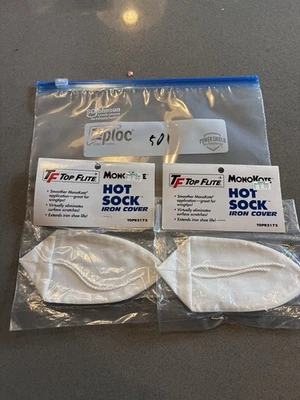 Johnson
Ziploc
501
POWERSHIELD
TF TOP FLITE
MONOKOTE
HOT
SOCK
IRON COVER
TOPR2175
• Smoother MonoKote
application—great for
wingtips!
• Virtually eliminates
surface scratches!
• Extends iron shoe life!
TF TOP FLITE
MONOKOTE
HOT
SOCK
IRON COVER
TOPR2175
• Smoother MonoKote
application—great for
wingtips!
• Virtually eliminates
surface scratches!
• Extends iron shoe life!